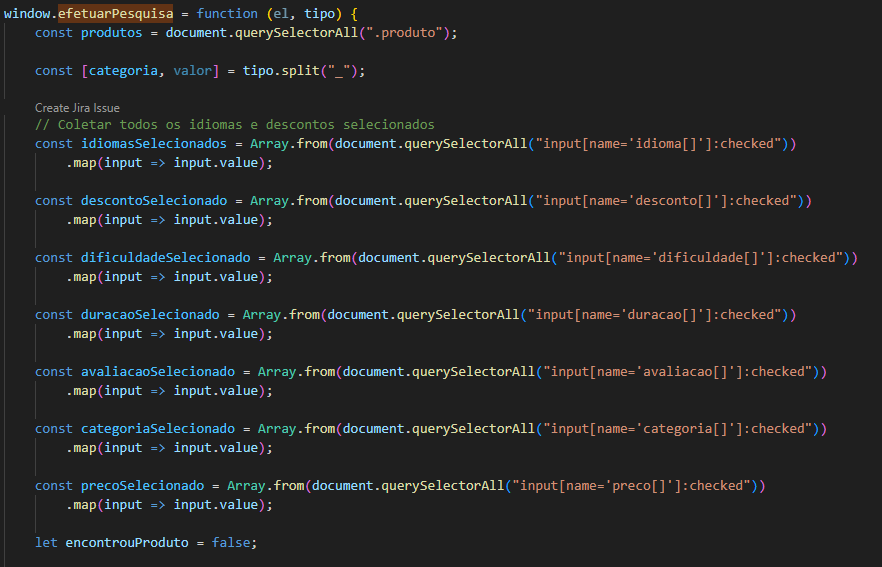 window.efetuarPesquisa = function (el, tipo) {
const produtos = document.querySelectorAll(".produto");
const [categoria, valor] = tipo.split("_");
Create Jira Issue
// Coletar todos os idiomas e descontos selecionados
const idiomasSelecionados = Array.from(document.querySelectorAll("input[name='idioma[]']:checked"))
.map(input => input.value);
const descontoSelecionado = Array.from(document.querySelectorAll("input[name='desconto[]']:checked"))
.map(input => input.value);
const dificuldadeSelecionado = Array.from(document.querySelectorAll("input[name='dificuldade[]']:checked"))
.map(input => input.value);
const duracaoSelecionado = Array.from(document.querySelectorAll("input[name='duracao[]']:checked"))
.map(input => input.value);
const avaliacaoSelecionado = Array.from(document.querySelectorAll("input[name='avaliacao[]']:checked"))
.map(input => input.value);
const categoriaSelecionado = Array.from(document.querySelectorAll("input[name='categoria[]']:checked"))
.map(input => input.value);
const precoSelecionado = Array.from(document.querySelectorAll("input[name='preco[]']:checked"))
.map(input => input.value);
let encontrouProduto = false;